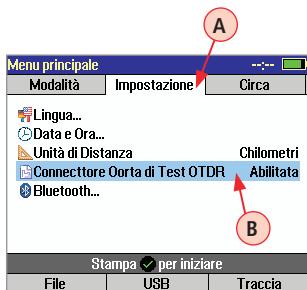 A
Menu principale --:--
Modalità Impostazione Circa
Lingua...
Data e Ora...
Unità di Distanza Chilometri
Connecttore Oorta di Test OTDR Abilitata
Bluetooth...
B
Stampa per iniziare
File USB Traccia